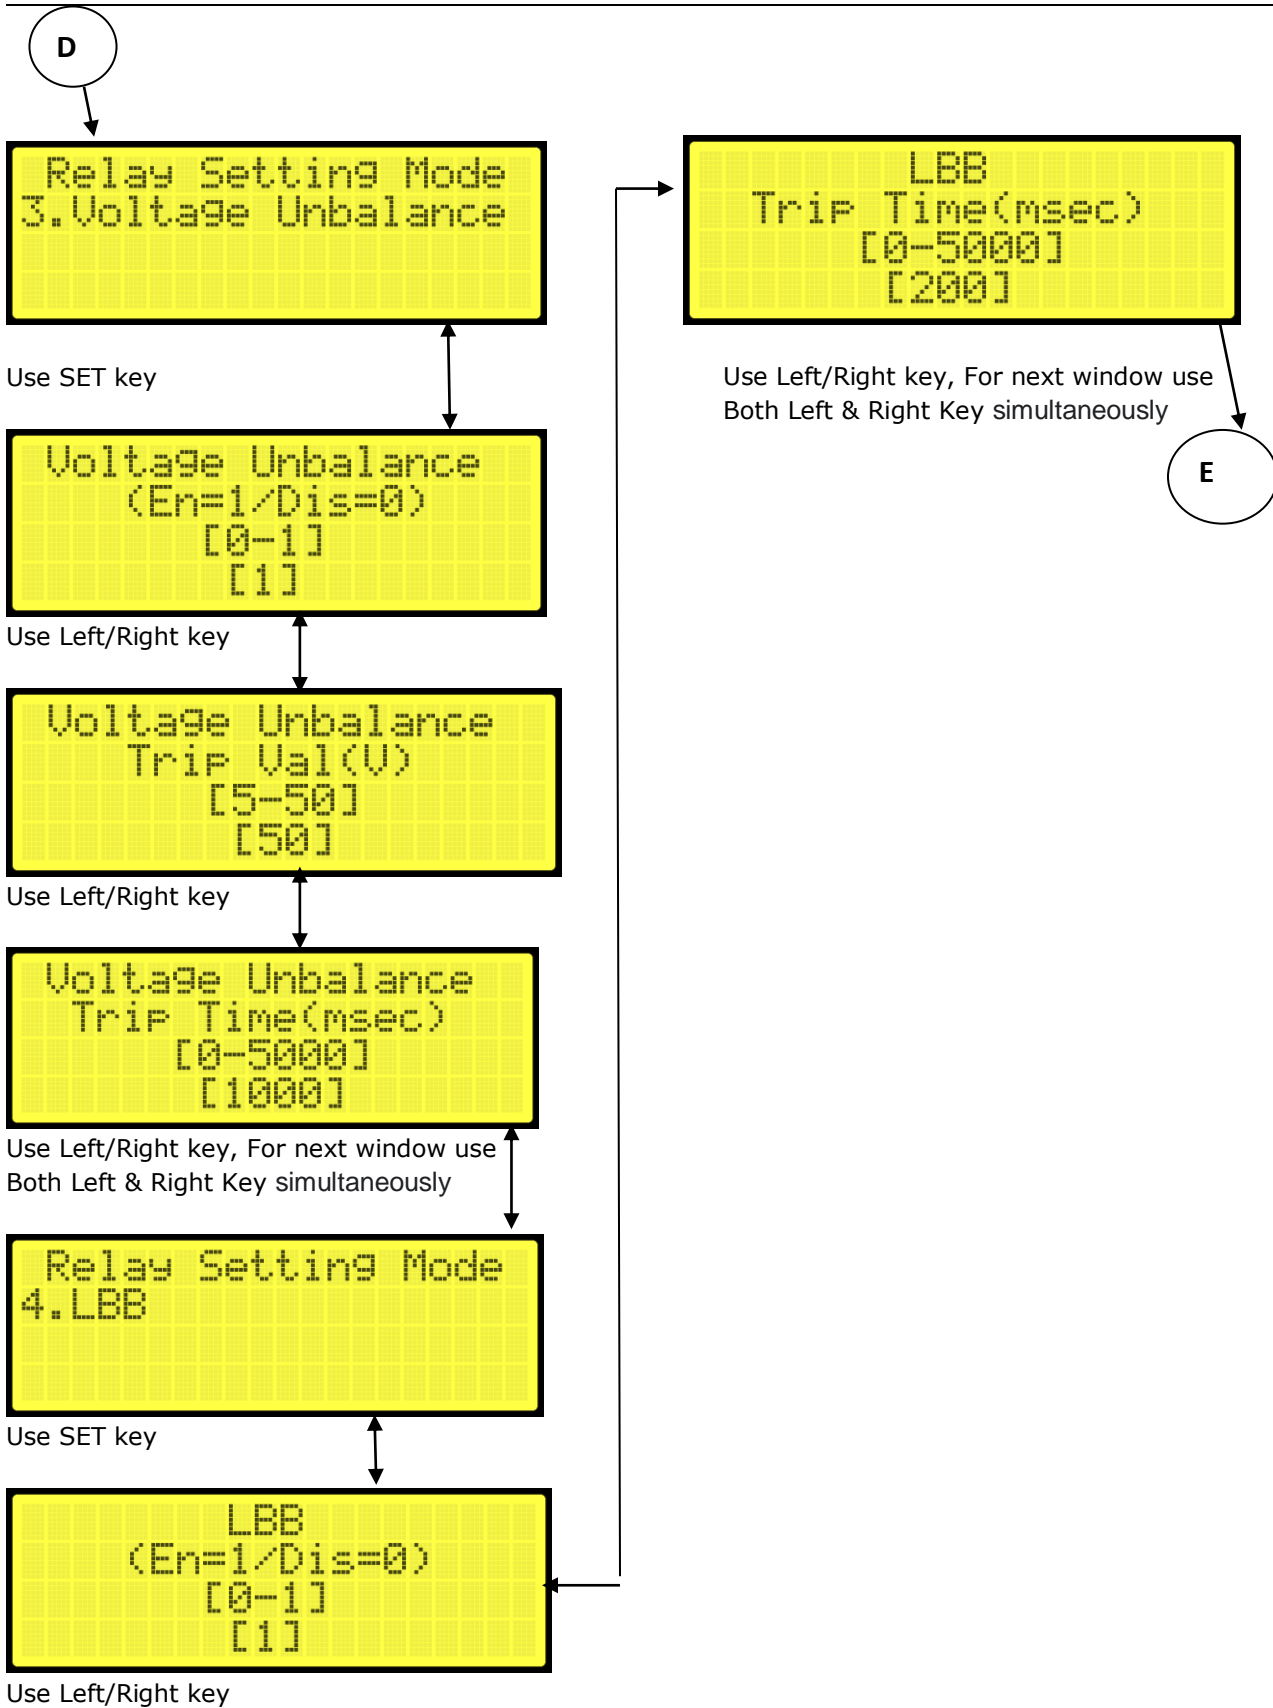 D
Relay Setting Mode
3.Voltage Unbalance
Use SET key
Voltage Unbalance
(En=1/Dis=0)
[0-1]
[1]
Use Left/Right key
Voltage Unbalance
Trip Val(V)
[5-50]
[50]
Use Left/Right key
Voltage Unbalance
Trip Time(msec)
[0-5000]
[1000]
Use Left/Right key, For next window use
Both Left & Right Key simultaneously
Relay Setting Mode
4.LBB
Use SET key
LBB
(En=1/Dis=0)
[0-1]
[1]
Use Left/Right key
LBB
Trip Time(msec)
[0-5000]
[200]
Use Left/Right key, For next window use
Both Left & Right Key simultaneously
E